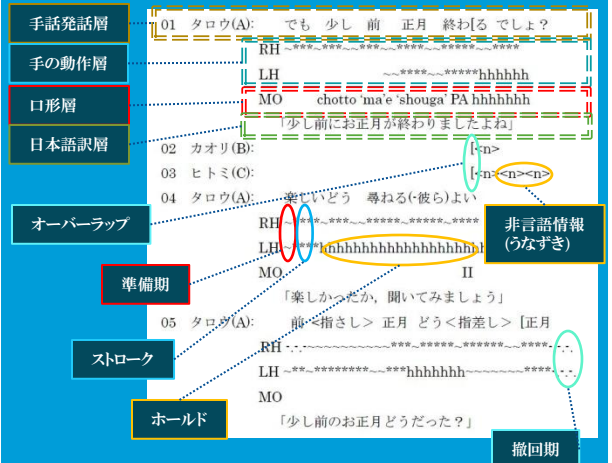 手話発話層
手の動作層
口形層
日本語訳層
オーバーラップ
準備期
ストローク
ホールド
非言語情報
(うなずき)
撤回期
01 タロウ(A): でも 少し 前 正月 終わ[る でしょ？
RH ~***~***~~***~~****~~*****~~****
LH ~~****~~*****hhhhhh
MO chotto 'ma'e 'shouga' PA hhhhhhh
「少し前にお正月が終わりましたよね」
02 カオリ(B): [<n>
03 ヒトミ(C): [<n><n><n>
04 タロウ(A): 楽しいどう 尋ねる(-彼ら)よい
RH ~****~***~~*****~*****~****
LH ~****hhhhhhhhhhhhhhhhhhhhh
MO II
「楽しかったか，聞いてみましょう」
05 タロウ(A): 前 <指さし> 正月 どう<指差し> [正月
RH -.-.-~~~~~~~~~~***~*****~******~~****-.-.
LH ~**~********~~***hhhhhhh~~~~~~~****-.-.
MO
「少し前のお正月どうだった？」